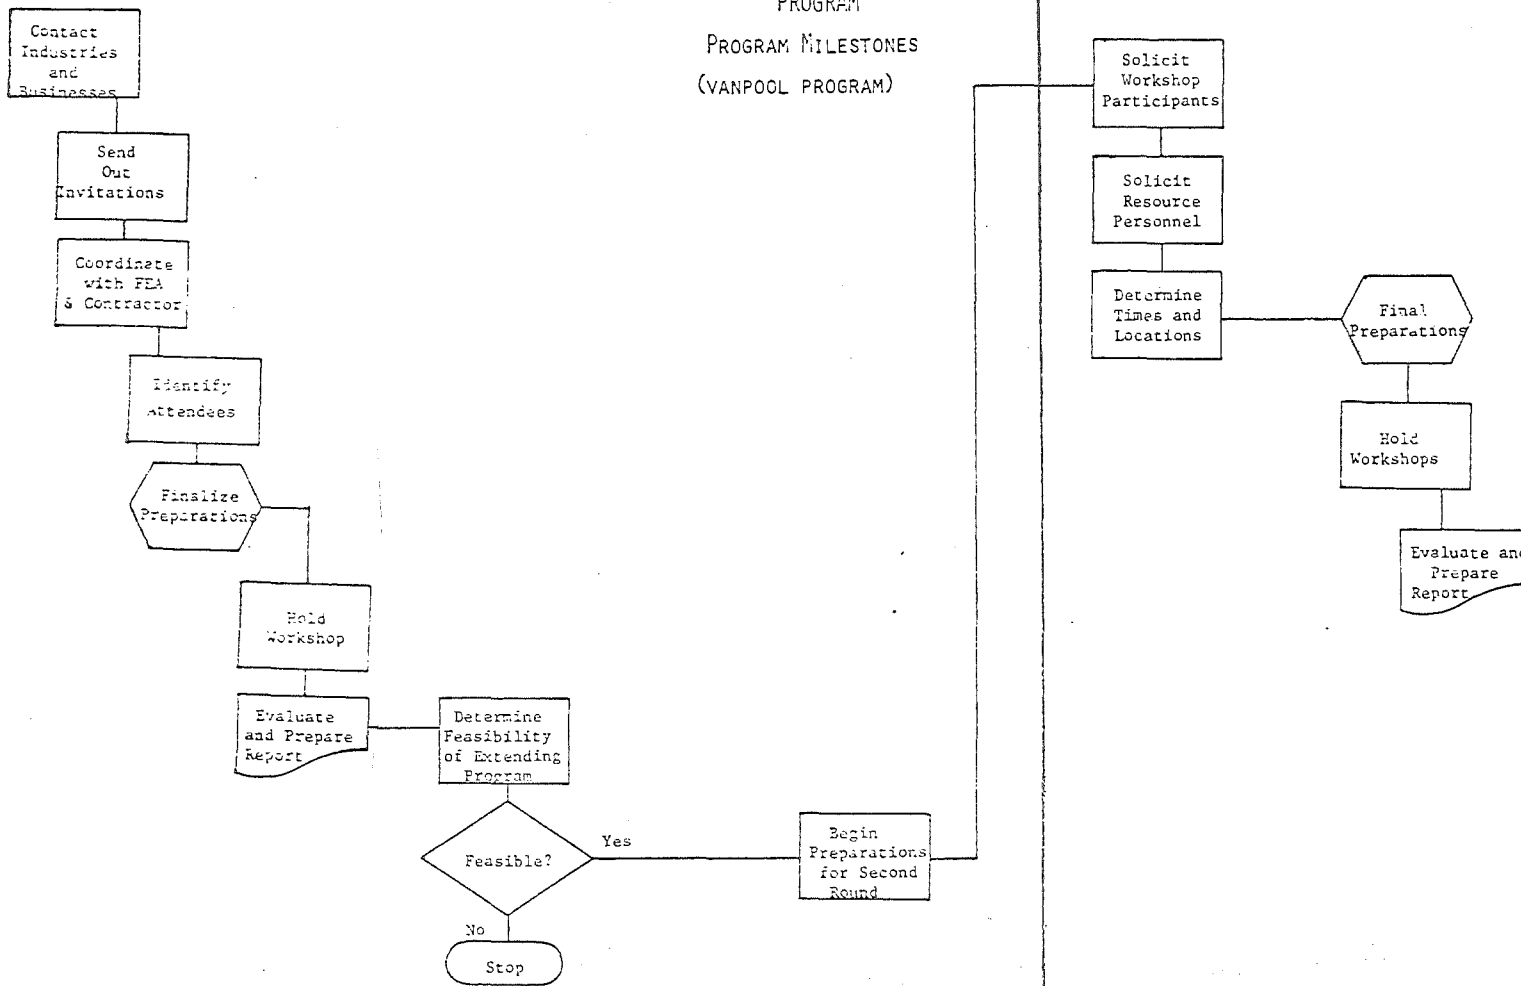 PROGRAM
PROGRAM MILESTONES
(VANPOOL PROGRAM)
Contact
Industries
and
Businesses
Send
Out
Invitations
Coordinate
with FEA
& Contractor
Identify
Attendees
Finalize
Preparations
Hold
Workshop
Evaluate
and Prepare
Report
Determine
Feasibility
of Extending
Program
Feasible?
Yes
No
Stop
Begin
Preparations
for Second
Round
Solicit
Workshop
Participants
Solicit
Resource
Personnel
Determine
Times and
Locations
Final
Preparations
Hold
Workshops
Evaluate and
Prepare
Report